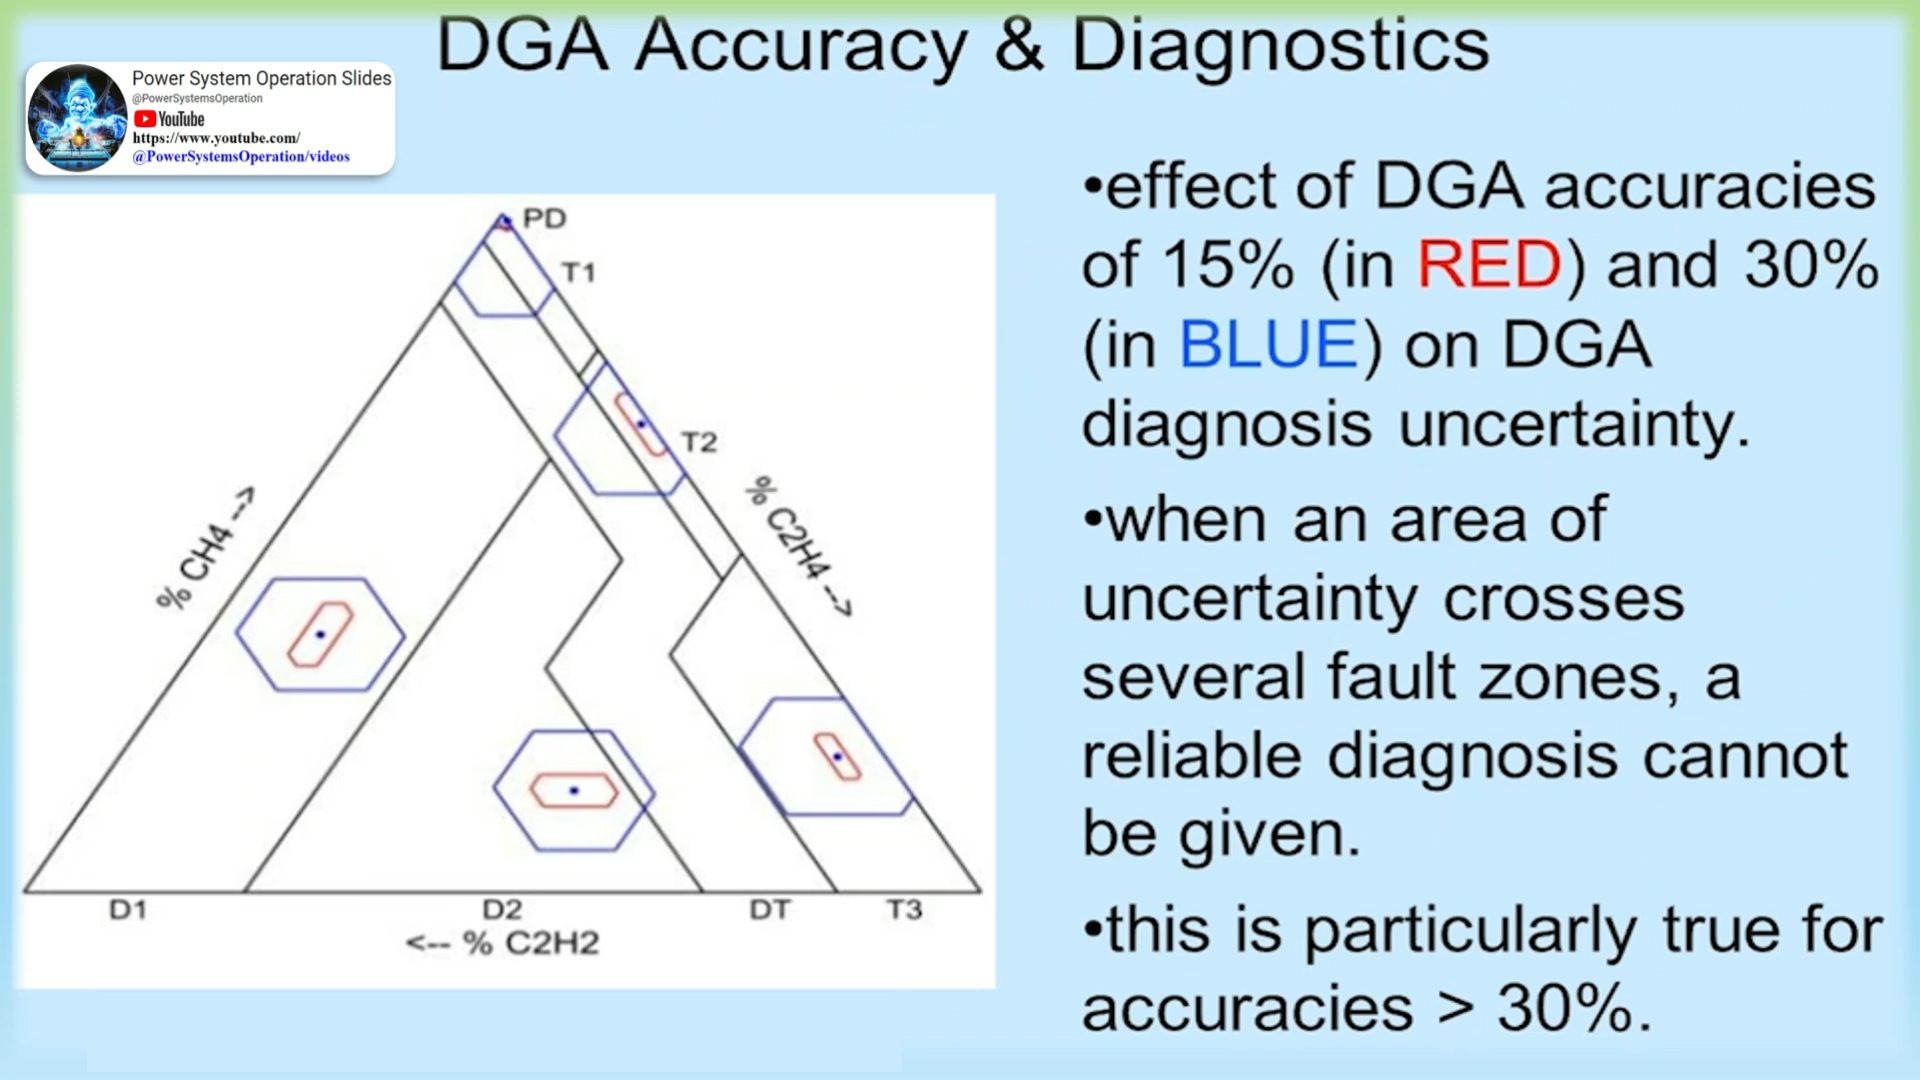 DGA Accuracy & Diagnostics
Power System Operation Slides
@PowerSystemsOperation
YouTube
https://www.youtube.com/
@PowerSystemsOperation/videos
PD
T1
T2
% CH4 -->
% C2H4 -->
D1
D2
DT
T3
<-- % C2H2
•effect of DGA accuracies
of 15% (in RED) and 30%
(in BLUE) on DGA
diagnosis uncertainty.
•when an area of
uncertainty crosses
several fault zones, a
reliable diagnosis cannot
be given.
•this is particularly true for
accuracies > 30%.